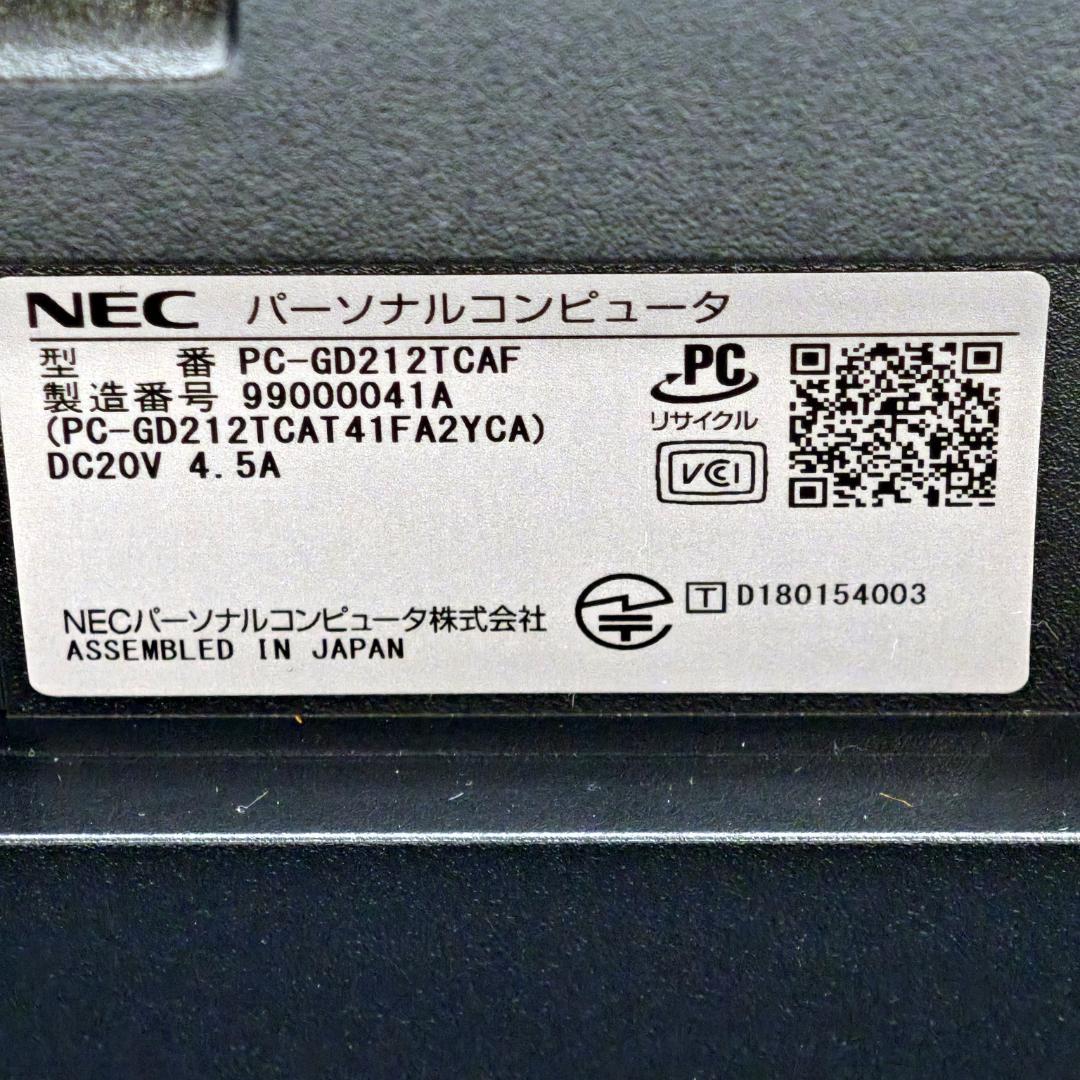 NEC パーソナルコンピュータ
型 番 PC-GD212TCAF
製造番号 99000041A
(PC-GD212TCAT41FA2YCA)
DC20V 4.5A
PC
リサイクル
VCCI
NECパーソナルコンピュータ株式会社
ASSEMBLED IN JAPAN
T D180154003